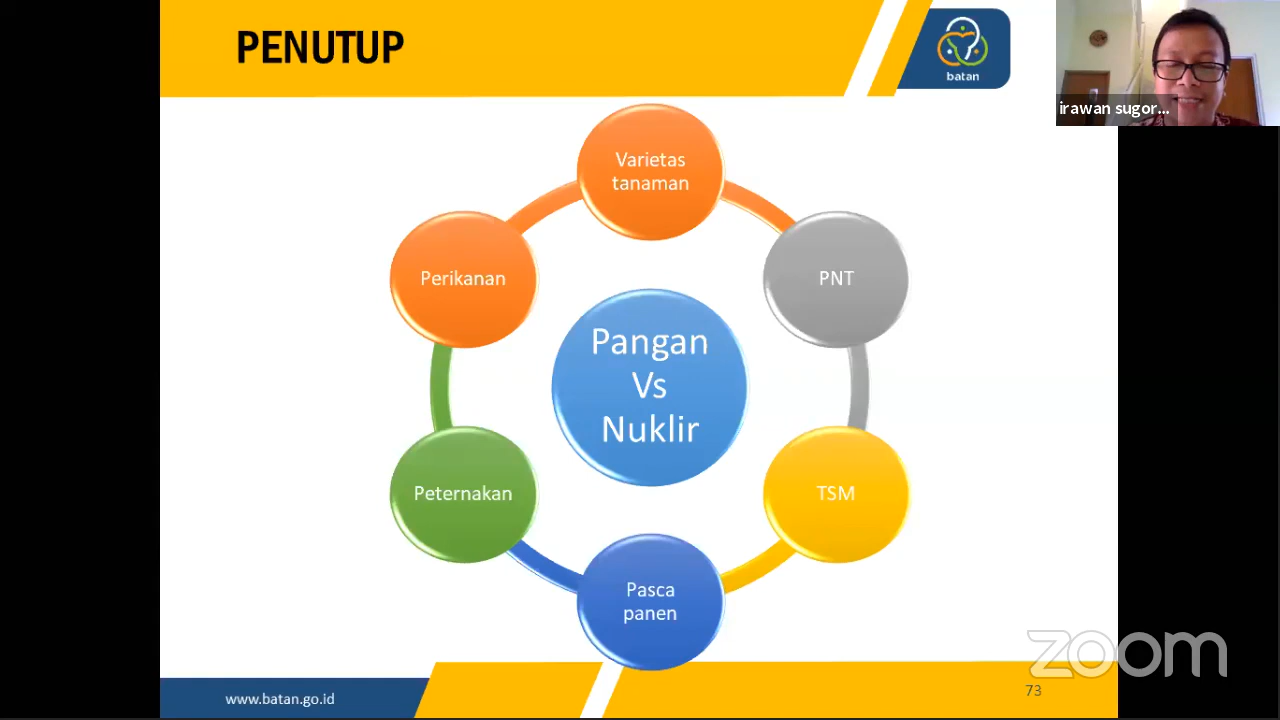 PENUTUP
batan
irawan sugor...
Varietas
tanaman
Perikanan
PNT
Pangan
Vs
Nuklir
Peternakan
TSM
Pasca
panen
zoom
www.batan.go.id
73